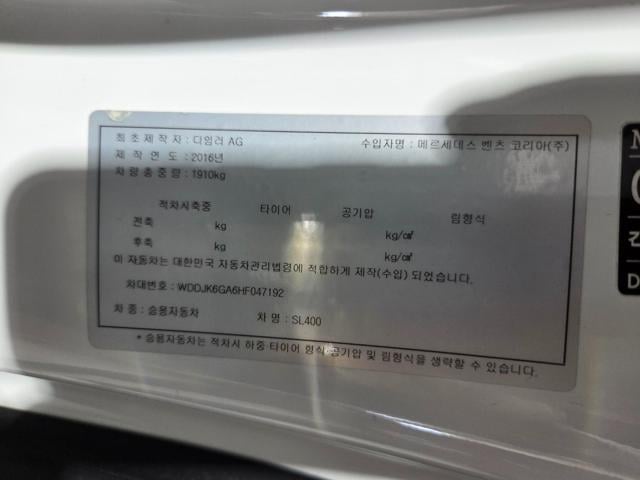 최초제작자 : 다임러 AG 수입자명 : 메르세데스 벤츠 코리아(주)
제 작 연 도 : 2016년
차 량 총 중 량 : 1910kg
적차시축중 타이어 공기압 림형식
전축 kg kg/㎠
후축 kg kg/㎠
이 자동차는 대한민국 자동차관리법령에 적합하게 제작(수입) 되었습니다.
차대번호 : WDDJK6GA6HF047192
차 종 : 승용자동차 차 명 : SL400
* 승용자동차는 적차시 하중·타이어 형식·공기압 및 림형식을 생략할 수 있습니다.